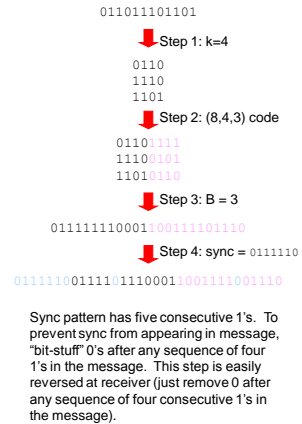 011011101101
Step 1: k=4
0110
1110
1101
Step 2: (8,4,3) code
01101111
11100101
11010110
Step 3: B = 3
011111110001100111101110
Step 4: sync = 0111110
011111001111011100011001111001110
Sync pattern has five consecutive 1's. To
prevent sync from appearing in message,
“bit-stuff” 0's after any sequence of four
1's in the message. This step is easily
reversed at receiver (just remove 0 after
any sequence of four consecutive 1's in
the message).